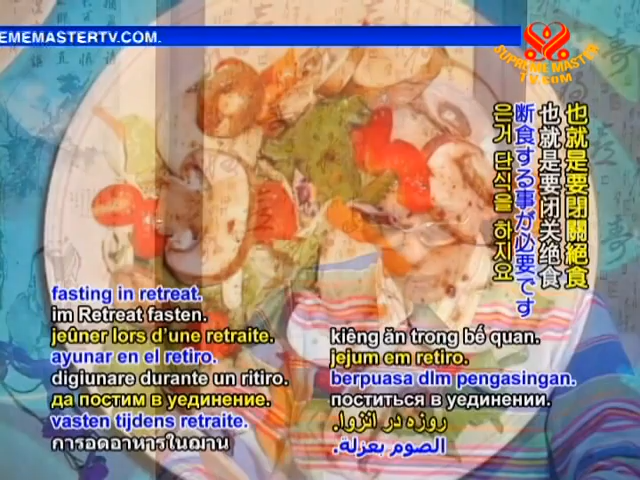 EMEMASTERTV.COM.
SUPREME MASTER
TV.COM
也就是要閉關絕食
也就是要闭关绝食
断食する事が必要です
은거 단식을 하지요
fasting in retreat.
im Retreat fasten.
jeûner lors d'une retraite.
ayunar en el retiro.
digiunare durante un ritiro.
да постим в уединение.
vasten tijdens retraite.
การอดอาหารในฌาน
kiêng ăn trong bế quan.
jejum em retiro.
berpuasa dlm pengasingan.
поститься в уединении.
روزه در انزوا.
الصوم بعزلة.